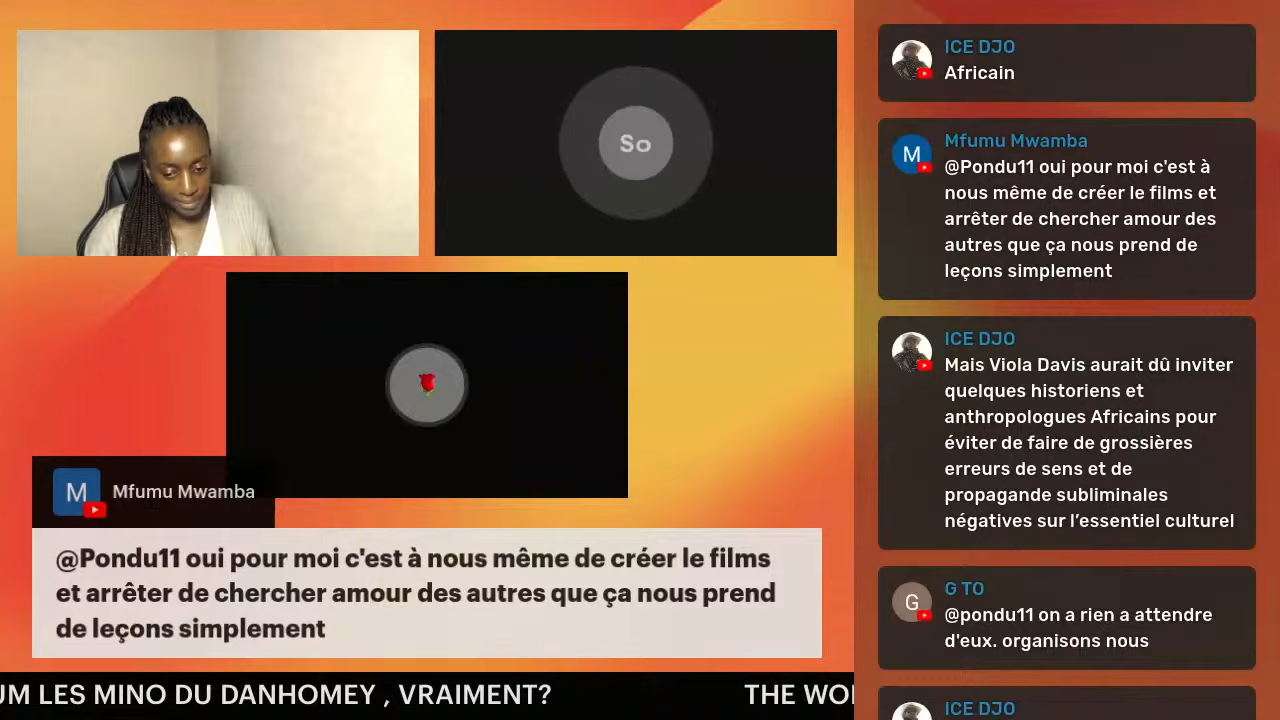 So
M
Mfumu Mwamba
@Pondu11 oui pour moi c'est à nous même de créer le films
et arrêter de chercher amour des autres que ça nous prend
de leçons simplement
UM LES MINO DU DANHOMEY , VRAIMENT?
THE WO
ICE DJO
Africain
M
Mfumu Mwamba
@Pondu11 oui pour moi c'est à
nous même de créer le films et
arrêter de chercher amour des
autres que ça nous prend de
leçons simplement
ICE DJO
Mais Viola Davis aurait dû inviter
quelques historiens et
anthropologues Africains pour
éviter de faire de grossières
erreurs de sens et de
propagande subliminales
négatives sur l’essentiel culturel
G
G TO
@pondu11 on a rien a attendre
d'eux. organisons nous
ICE DJO